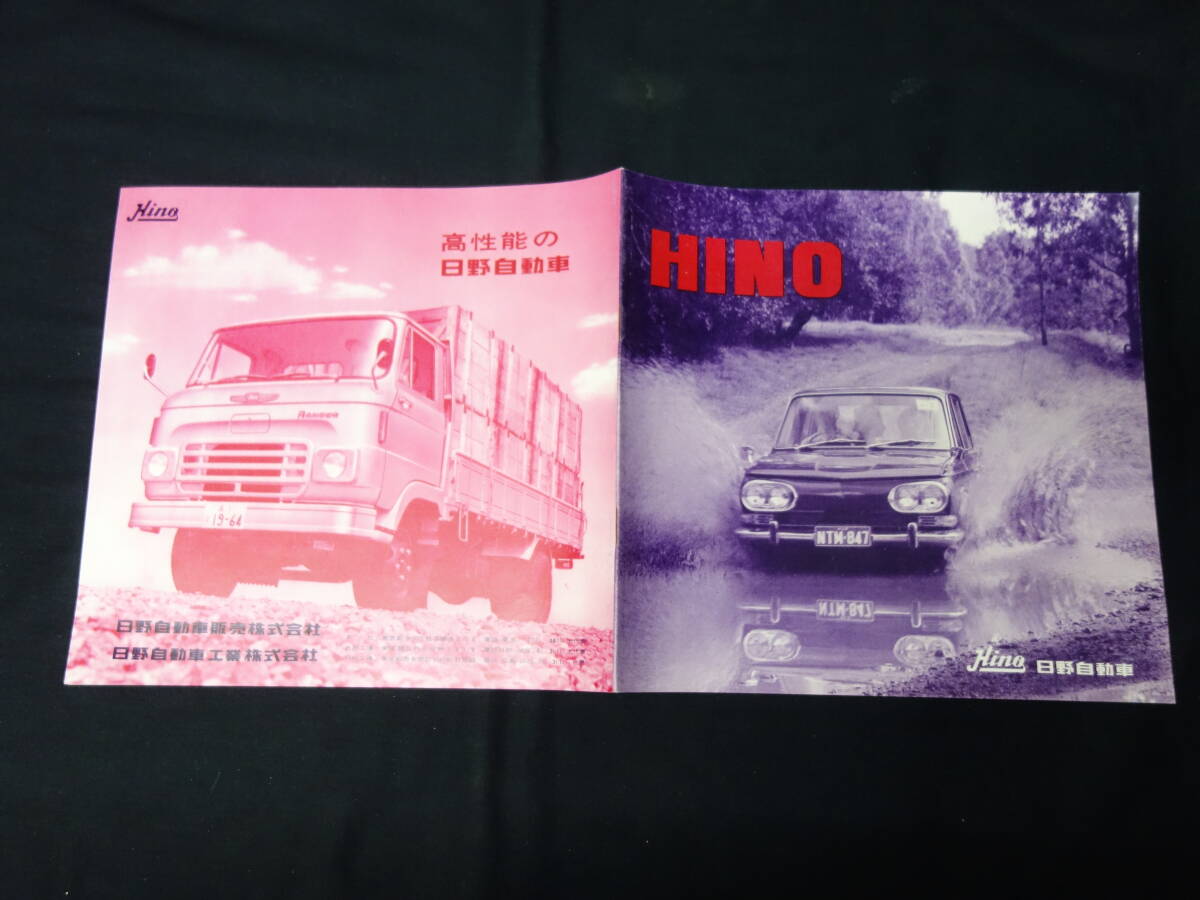 Hino
高性能の
日野自動車
RANGER
19-64
日野自動車販売株式会社
日野自動車工業株式会社
HINO
NTM-847
Hino 日野自動車